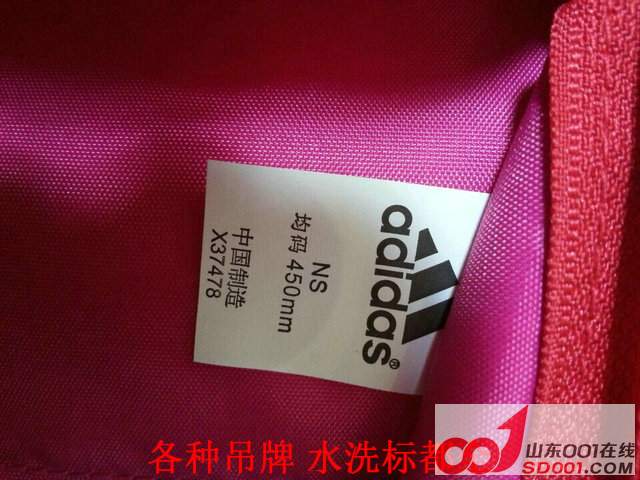 adidas®
NS
均码 450mm
中国制造
X37478
各种吊牌 水洗标都
山东001在线
SD001.com